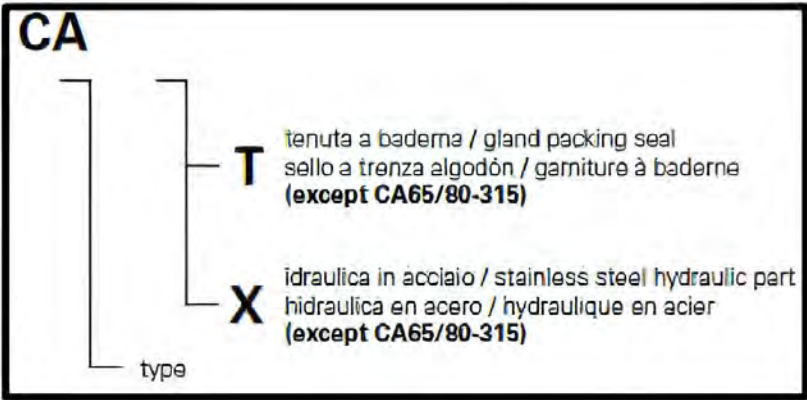 CA
T
tenuta a baderna / gland packing seal
sello a trenza algodón / garniture à baderne
(except CA65/80-315)
X
idraulica in acciaio / stainless steel hydraulic part
hidraulica en acero / hydraulique en acier
(except CA65/80-315)
type